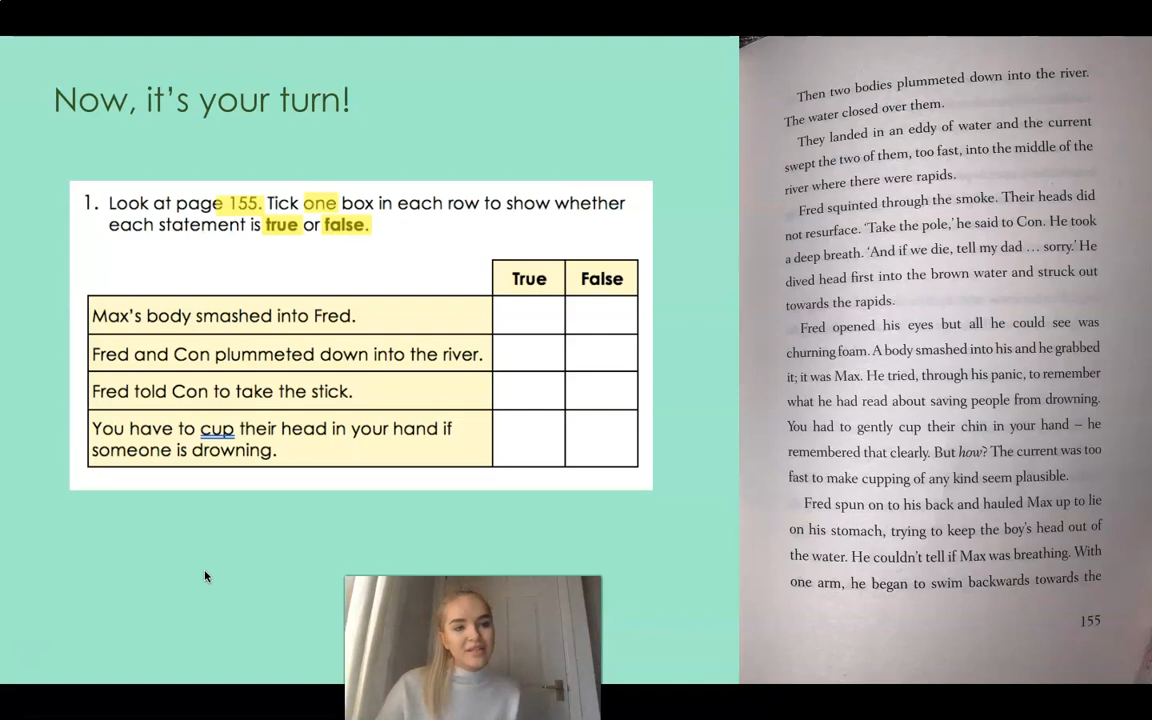 Now, it's your turn!
1. Look at page 155. Tick one box in each row to show whether
each statement is true or false.
True False
Max's body smashed into Fred.
Fred and Con plummeted down into the river.
Fred told Con to take the stick.
You have to cup their head in your hand if
someone is drowning.
Then two bodies plummeted down into the river.
The water closed over them.
They landed in an eddy of water and the current
swept the two of them, too fast, into the middle of the
river where there were rapids.
Fred squinted through the smoke. Their heads did
not resurface. 'Take the pole,' he said to Con. He took
a deep breath. 'And if we die, tell my dad … sorry.' He
dived head first into the brown water and struck out
towards the rapids.
Fred opened his eyes but all he could see was
churning foam. A body smashed into his and he grabbed
it; it was Max. He tried, through his panic, to remember
what he had read about saving people from drowning.
You had to gently cup their chin in your hand – he
remembered that clearly. But how? The current was too
fast to make cupping of any kind seem plausible.
Fred spun on to his back and hauled Max up to lie
on his stomach, trying to keep the boy's head out of
the water. He couldn't tell if Max was breathing. With
one arm, he began to swim backwards towards the
155